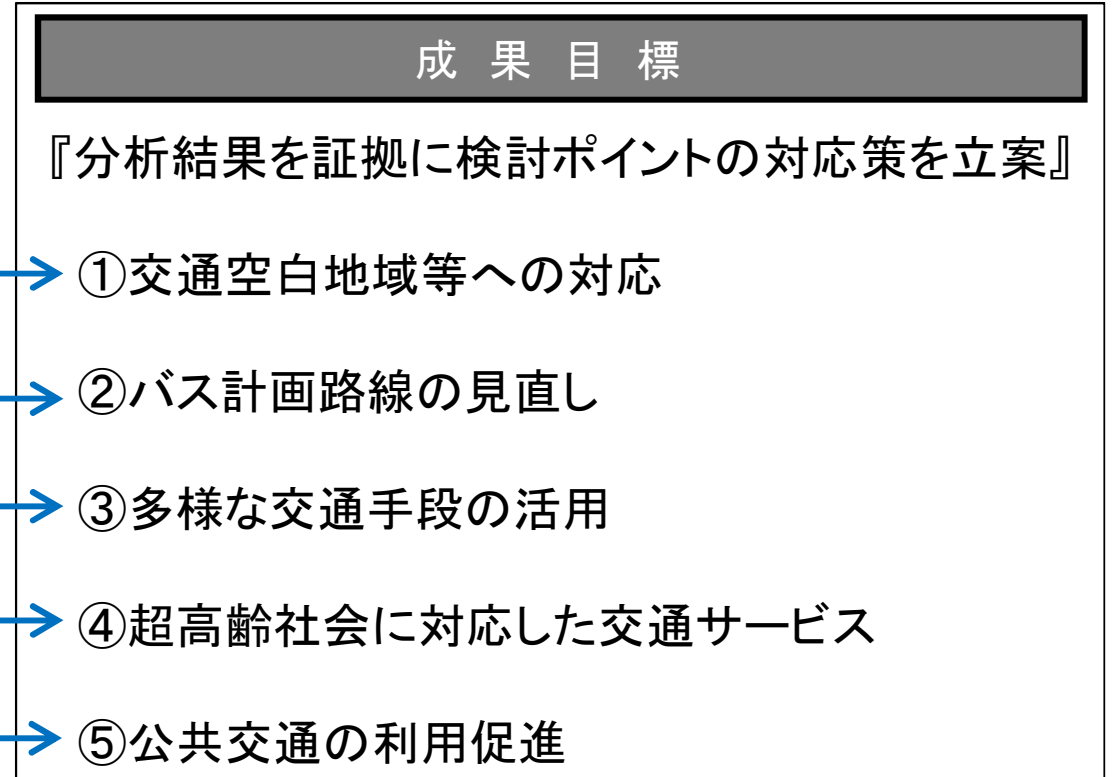 成果目標
『分析結果を証拠に検討ポイントの対応策を立案』
①交通空白地域等への対応
②バス計画路線の見直し
③多様な交通手段の活用
④超高齢社会に対応した交通サービス
⑤公共交通の利用促進